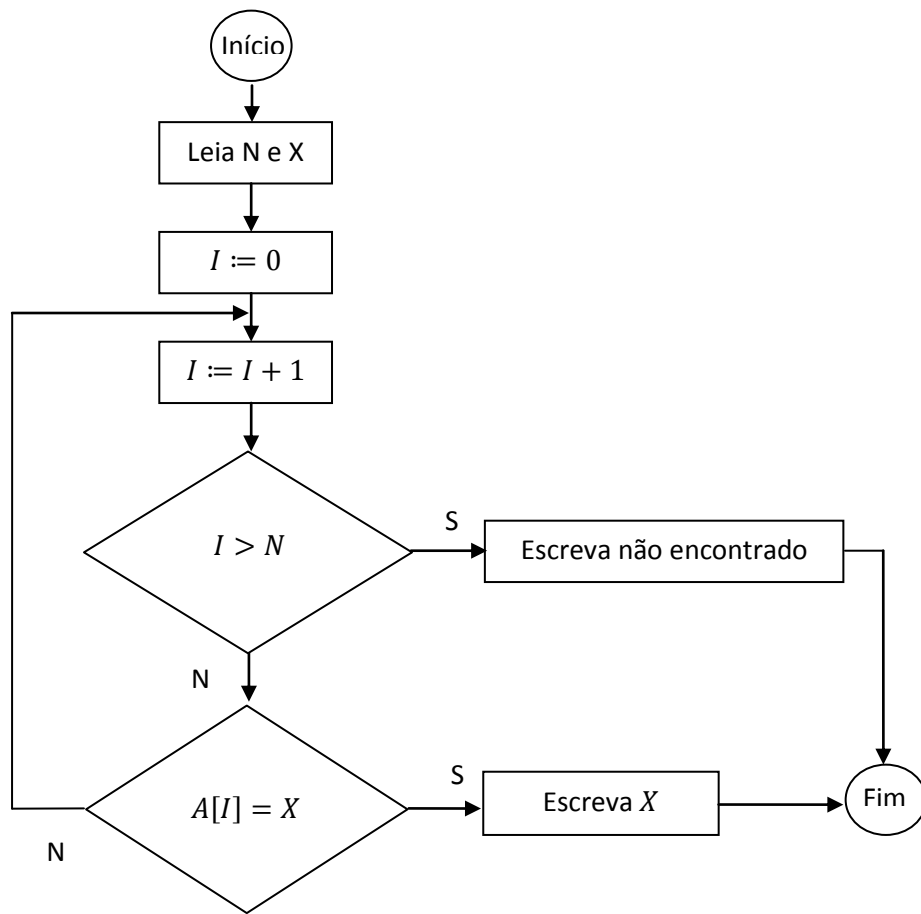 Início
Leia N e X
I := 0
I := I + 1
I > N
S
Escreva não encontrado
N
A[I] = X
S
Escreva X
Fim
N